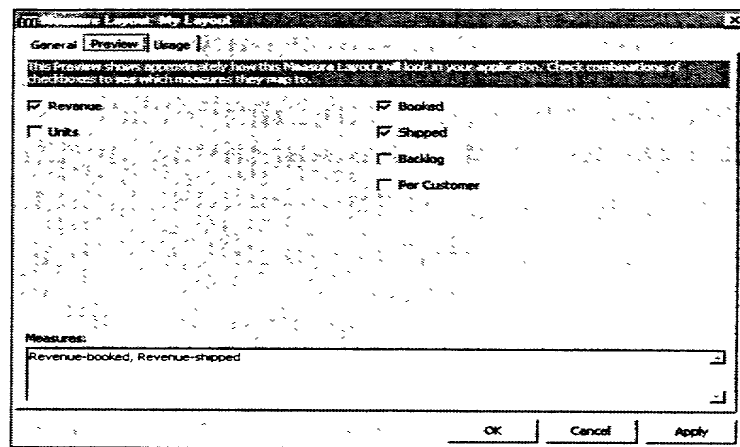 Measure Layout: My Layout
General Preview Usage
This Preview shows approximately how this Measure Layout will look in your application. Check combinations of
checkboxes to see which measures they map to.
Revenue
Units
Booked
Shipped
Backlog
Per Customer
Measures:
Revenue-booked, Revenue-shipped
OK Cancel Apply